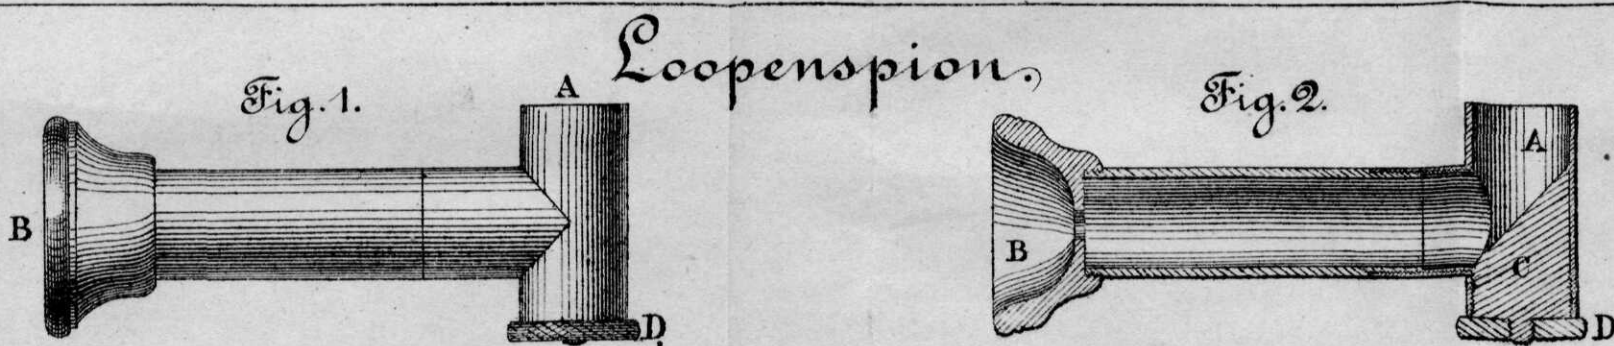 Loopenspion.
Fig. 1.
A
B
D
Fig. 2.
A
B
C
D